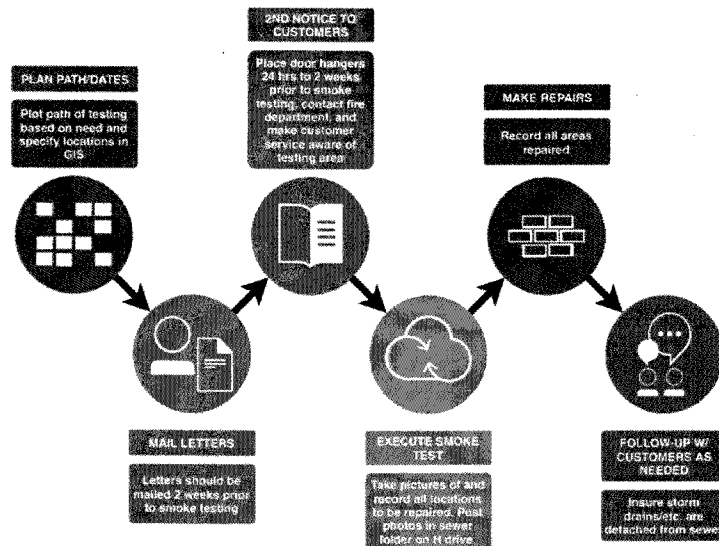 PLAN PATH/DATES
Plot path of testing
based on need and
specify locations in
GIS
MAIL LETTERS
Letters should be
mailed 2 weeks prior
to smoke testing
2ND NOTICE TO
CUSTOMERS
Place door hangers
24 hrs to 2 weeks
prior to smoke
testing, contact fire
department, and
make customer
service aware of
testing area
EXECUTE SMOKE
TEST
Take pictures of and
record all locations
to be repaired. Post
photos in sewer
folder on H drive
MAKE REPAIRS
Record all areas
repaired
FOLLOW-UP W/
CUSTOMERS AS
NEEDED
Insure storm
drains/etc. are
detached from sewe